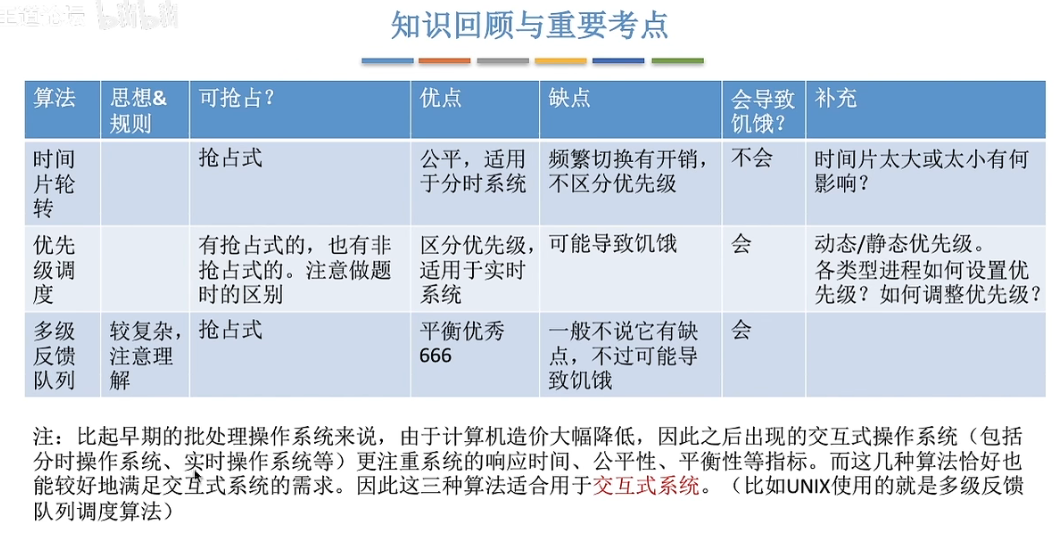 王道论坛 bilibili
知识回顾与重要考点
算法
思想&
规则
可抢占？
优点
缺点
会导致
饥饿？
补充
时间
片轮
转
抢占式
公平，适用
于分时系统
频繁切换有开销，
不区分优先级
不会
时间片太大或太小有何
影响？
优先
级调
度
有抢占式的，也有非
抢占式的。注意做题
时的区别
区分优先级，
适用于实时
系统
可能导致饥饿
会
动态/静态优先级。
各类型进程如何设置优
先级？如何调整优先级？
多级
反馈
队列
较复杂，
注意理
解
抢占式
平衡优秀
666
一般不说它有缺
点，不过可能导
致饥饿
会
注：比起早期的批处理操作系统来说，由于计算机造价大幅降低，因此之后出现的交互式操作系统（包括
分时操作系统、实时操作系统等）更注重系统的响应时间、公平性、平衡性等指标。而这几种算法恰好也
能较好地满足交互式系统的需求。因此这三种算法适合用于交互式系统。（比如UNIX使用的就是多级反馈
队列调度算法）